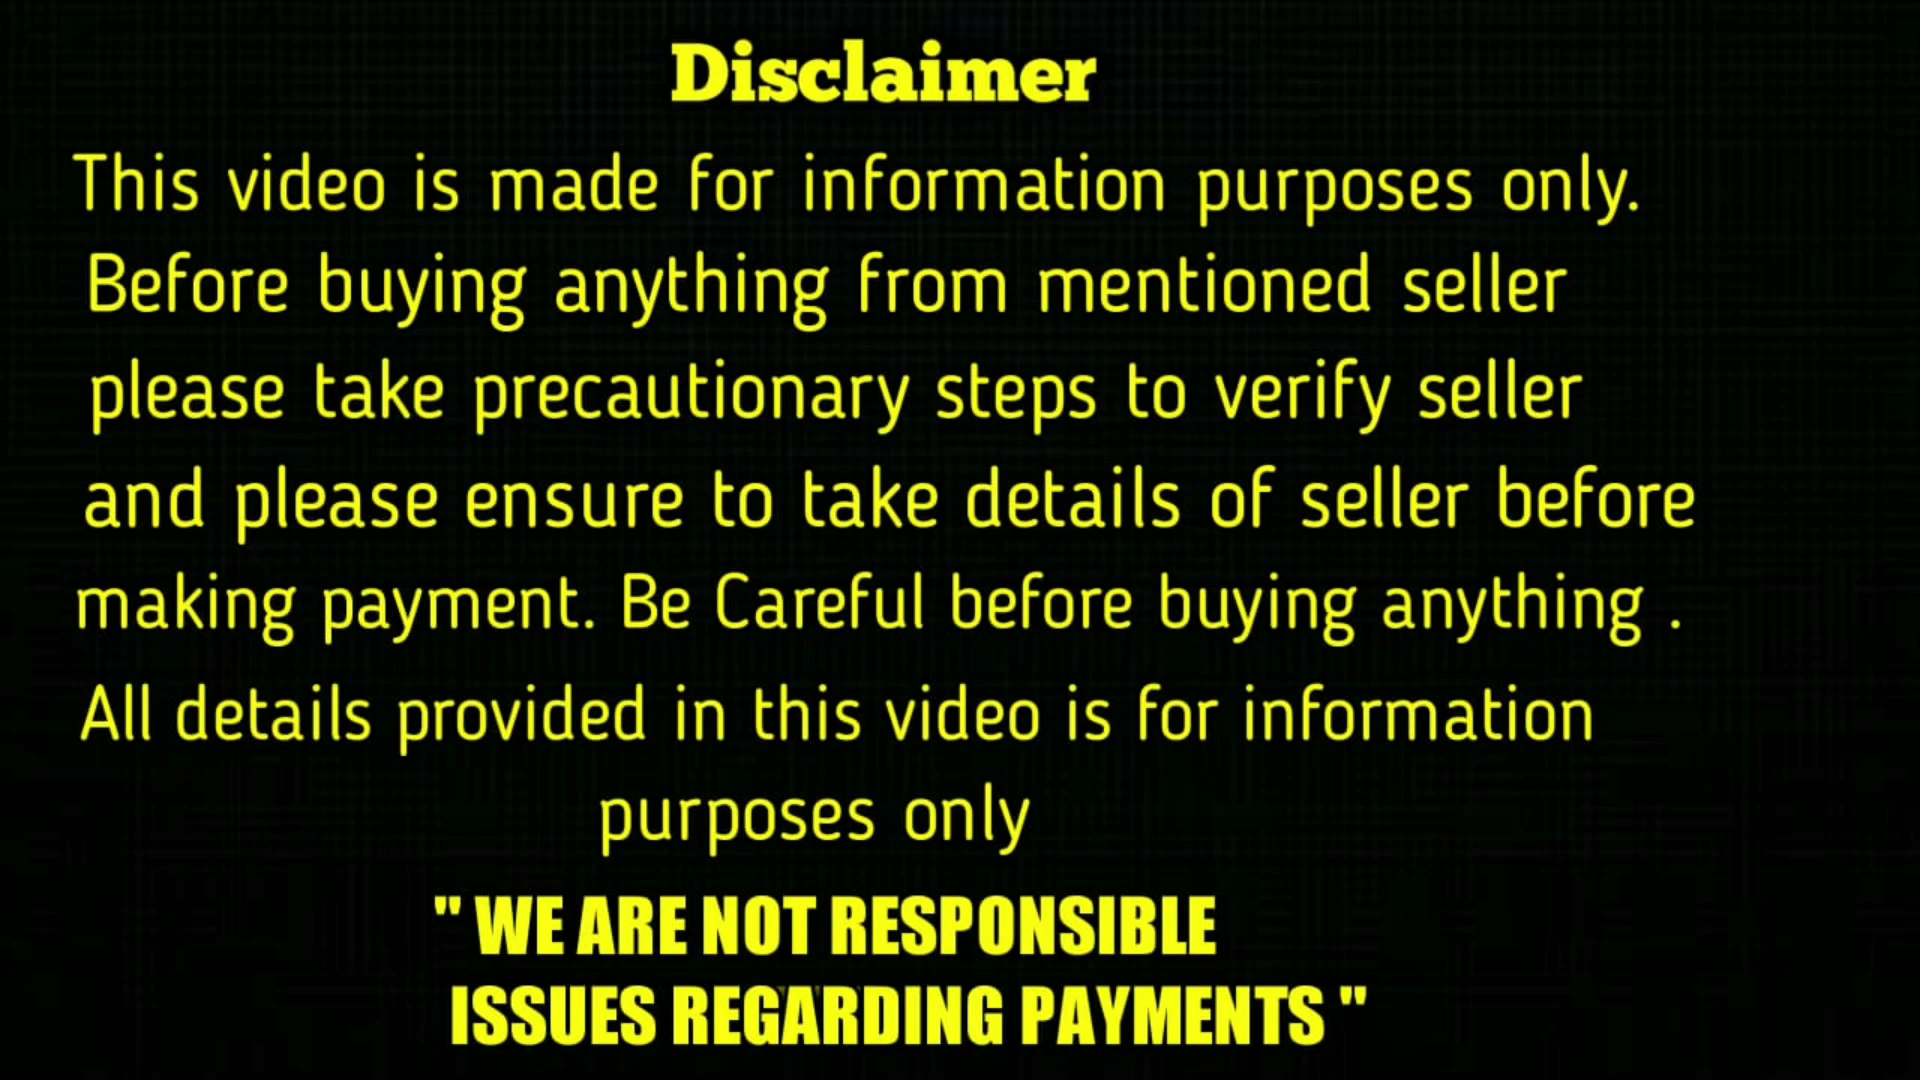 Disclaimer
This video is made for information purposes only.
Before buying anything from mentioned seller
please take precautionary steps to verify seller
and please ensure to take details of seller before
making payment. Be Careful before buying anything .
All details provided in this video is for information
purposes only
" WE ARE NOT RESPONSIBLE
ISSUES REGARDING PAYMENTS "